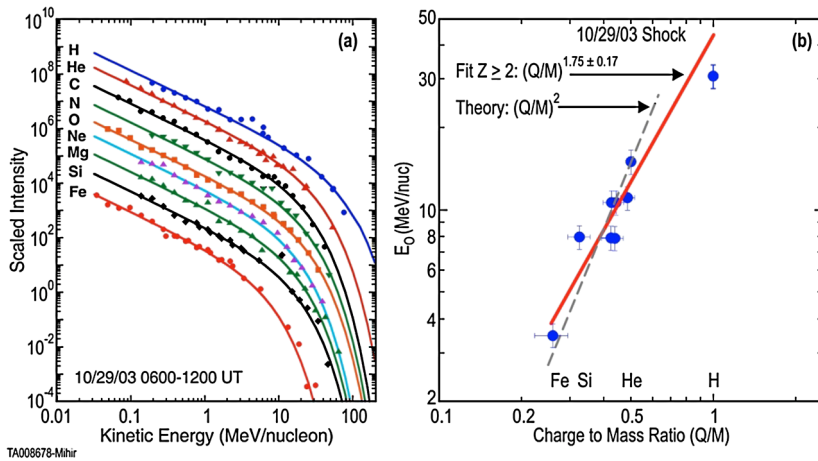 (a)
10^10
10^8
10^6
10^4
10^2
10^0
10^-2
10^-4
Scaled Intensity
H
He
C
N
O
Ne
Mg
Si
Fe
10/29/03 0600-1200 UT
0.01 0.1 1 10 100
Kinetic Energy (MeV/nucleon)
TA008678-Mihir
10/29/03 Shock (b)
Fit Z ≥ 2: (Q/M)^1.75 ± 0.17
Theory: (Q/M)^2
50
30
10
8
6
4
2
E_0 (MeV/nuc)
Fe Si He H
0.1 0.2 0.5 1
Charge to Mass Ratio (Q/M)